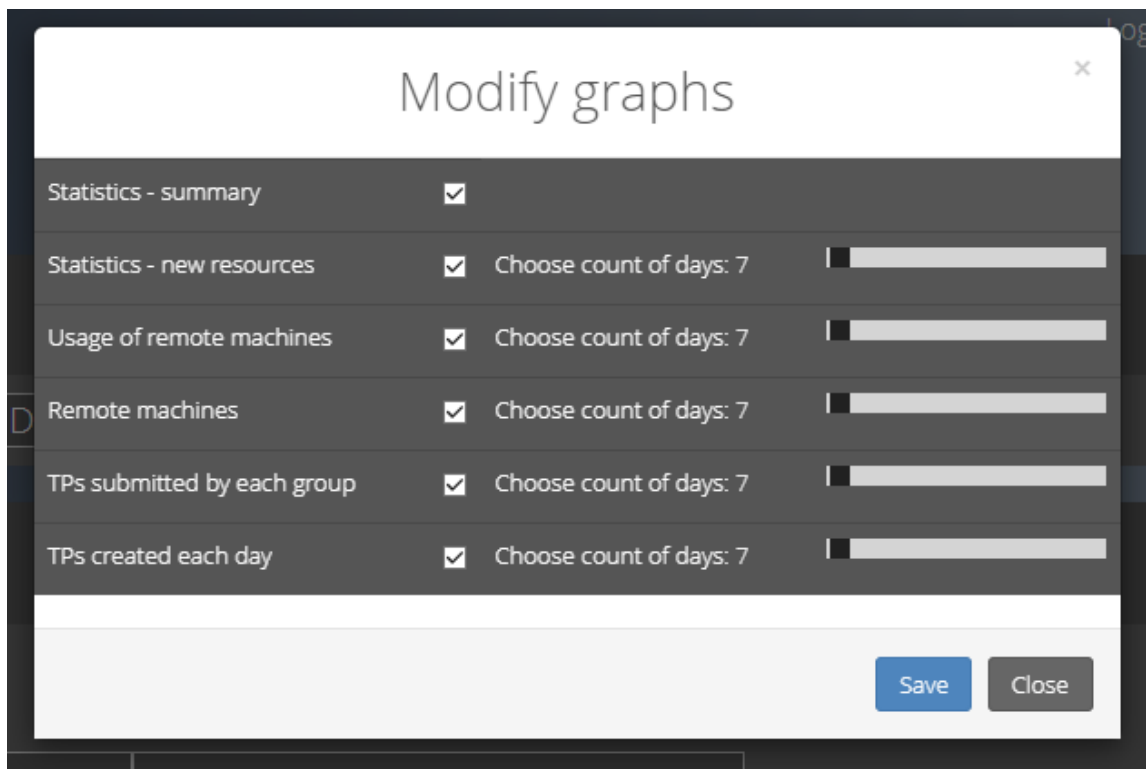 Modify graphs
×
Statistics - summary
Statistics - new resources Choose count of days: 7
Usage of remote machines Choose count of days: 7
Remote machines Choose count of days: 7
TPs submitted by each group Choose count of days: 7
TPs created each day Choose count of days: 7
Save Close